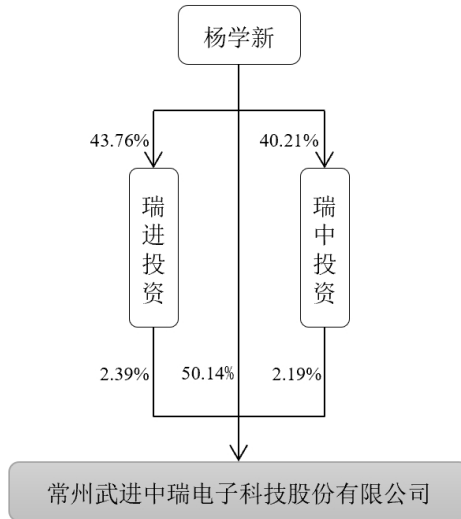 杨学新
43.76%
40.21%
瑞进投资
瑞中投资
2.39%
50.14%
2.19%
常州武进中瑞电子科技股份有限公司